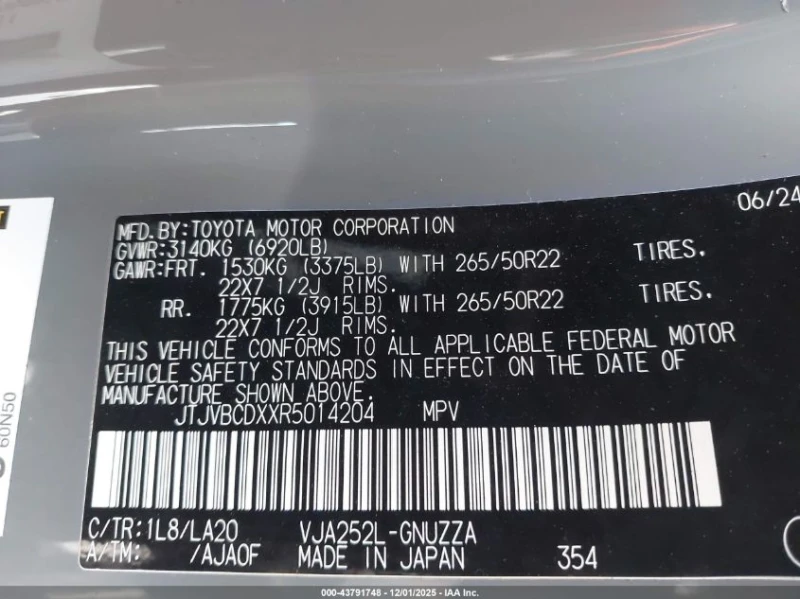 06/24
MFD.BY:TOYOTA MOTOR CORPORATION
GVWR:3140KG (6920LB)
GAWR:FRT. 1530KG (3375LB) WITH 265/50R22 TIRES.
22X7 1/2J RIMS.
RR. 1775KG (3915LB) WITH 265/50R22 TIRES.
22X7 1/2J RIMS.
THIS VEHICLE CONFORMS TO ALL APPLICABLE FEDERAL MOTOR
VEHICLE SAFETY STANDARDS IN EFFECT ON THE DATE OF
MANUFACTURE SHOWN ABOVE.
JTJVBCDXXR5014204 MPV
C/TR:1L8/LA20 VJA252L-GNUZZA
A/TM: /AJA0F MADE IN JAPAN 354
60N50
000-43791748 - 12/01/2025 - IAA Inc.